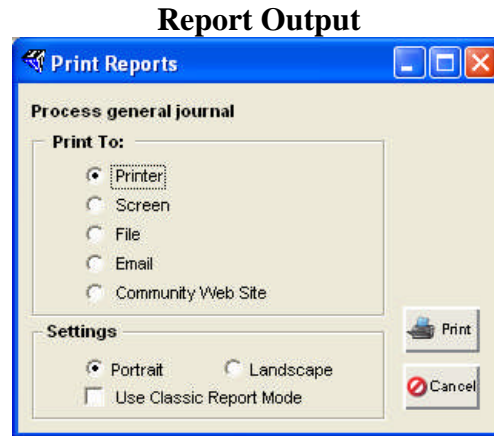 Report Output
Print Reports
Process general journal
Print To:
Printer
Screen
File
Email
Community Web Site
Settings
Portrait Landscape
Use Classic Report Mode
Print
Cancel